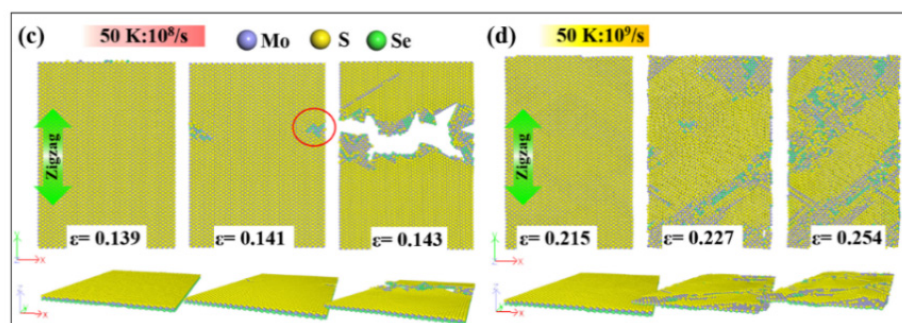 (c) 50 K:10⁸/s Mo S Se
Zigzag
ε= 0.139 ε= 0.141 ε= 0.143
Y
X
Z
X
(d) 50 K:10⁹/s
Zigzag
ε= 0.215 ε= 0.227 ε= 0.254
Y
X
Z
X